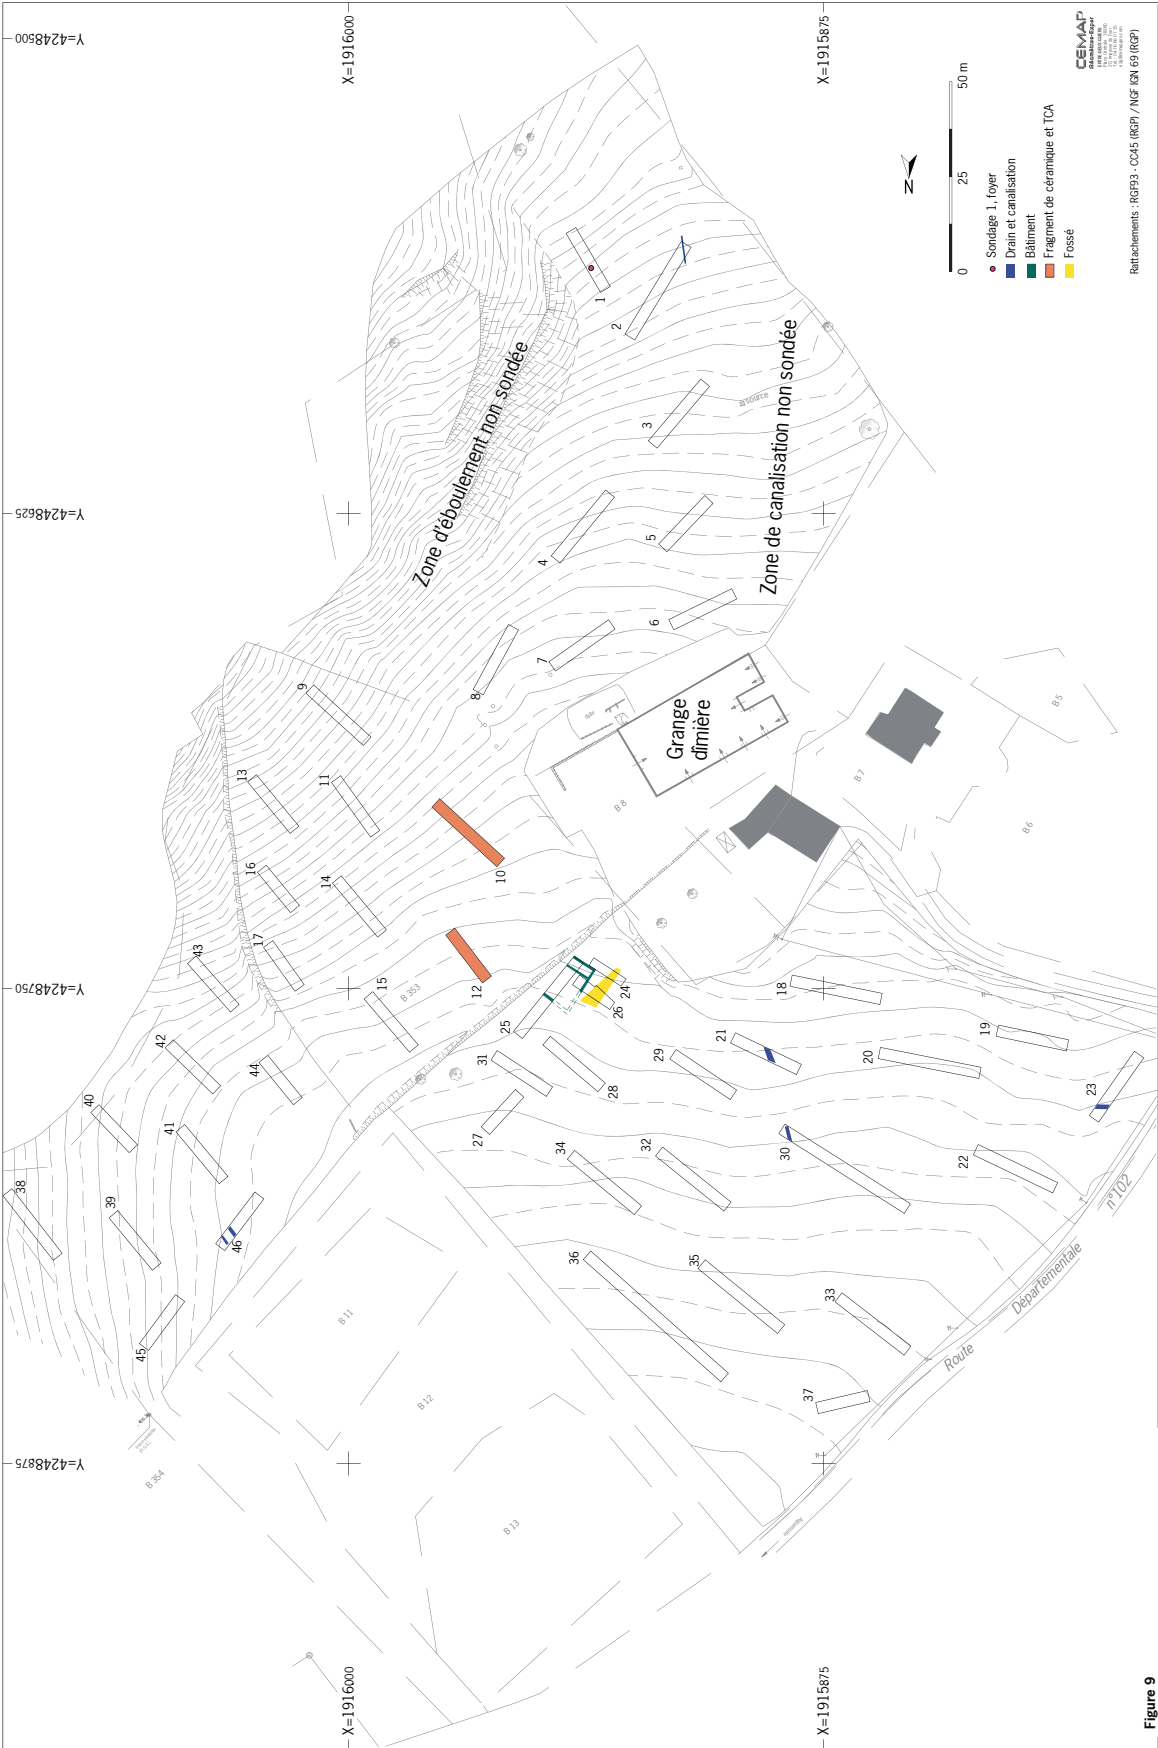 Y=4248500
X=1916000
X=1915875
CEMAP
Géomètres-Expert
50 m
25
0
N
Sondage 1, foyer
Drain et canalisation
Bâtiment
Fragment de céramique et TCA
Fossé
Rattachements : RGF93 - CC45 (RGP) / NGF IGN 69 (RGP)
Zone d'éboulement non sondée
Zone de canalisation non sondée
1
2
source
3
Y=4248625
4
5
6
7
8
9
dalle
Grange
dîmière
B 8
B 7
B 5
B 6
13
11
10
16
14
12
43
17
15
B 353
Y=4248750
24
26
25
18
42
44
31
28
29
21
20
19
23
40
41
27
34
32
30
22
38
39
46
45
36
35
33
37
n°102
Départementale
Route
B 11
B 12
B 354
B 13
Y=4248875
X=1916000
X=1915875
Figure 9